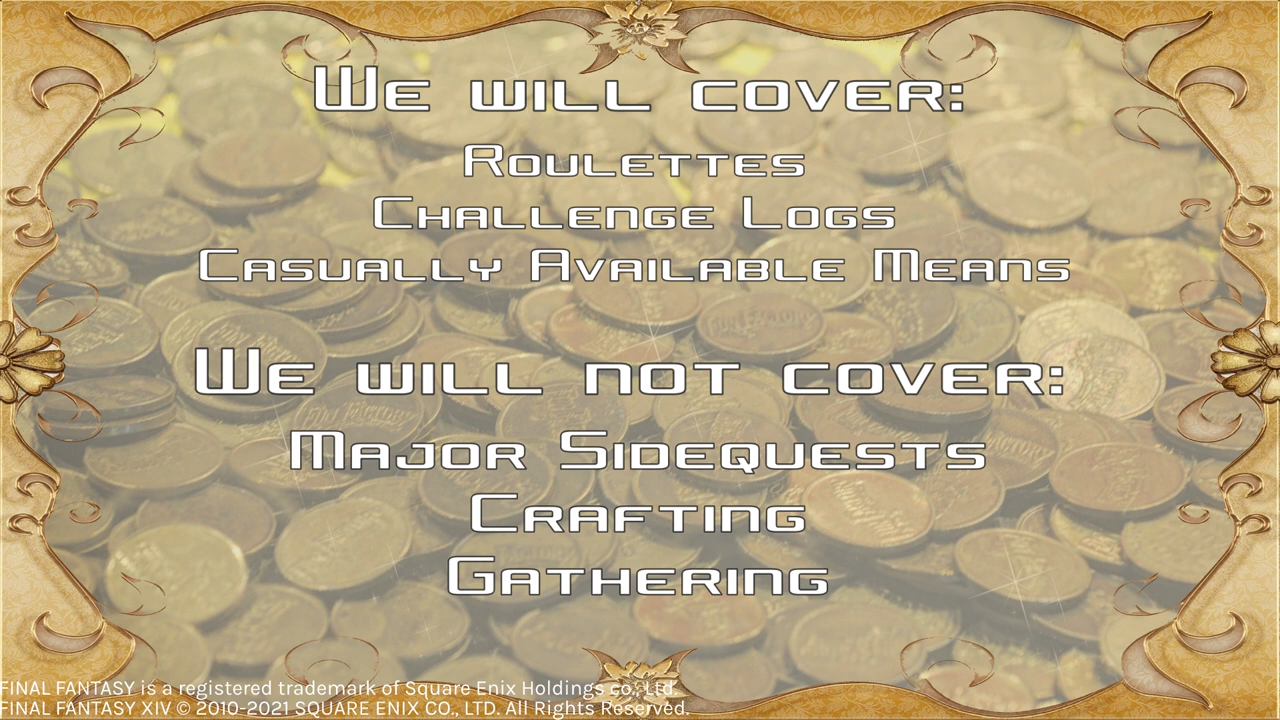 We will cover:
Roulettes
Challenge Logs
Casually Available Means
We will not cover:
Major Sidequests
Crafting
Gathering
FINAL FANTASY is a registered trademark of Square Enix Holdings co., Ltd.
FINAL FANTASY XIV © 2010-2021 SQUARE ENIX CO., LTD. All Rights Reserved.